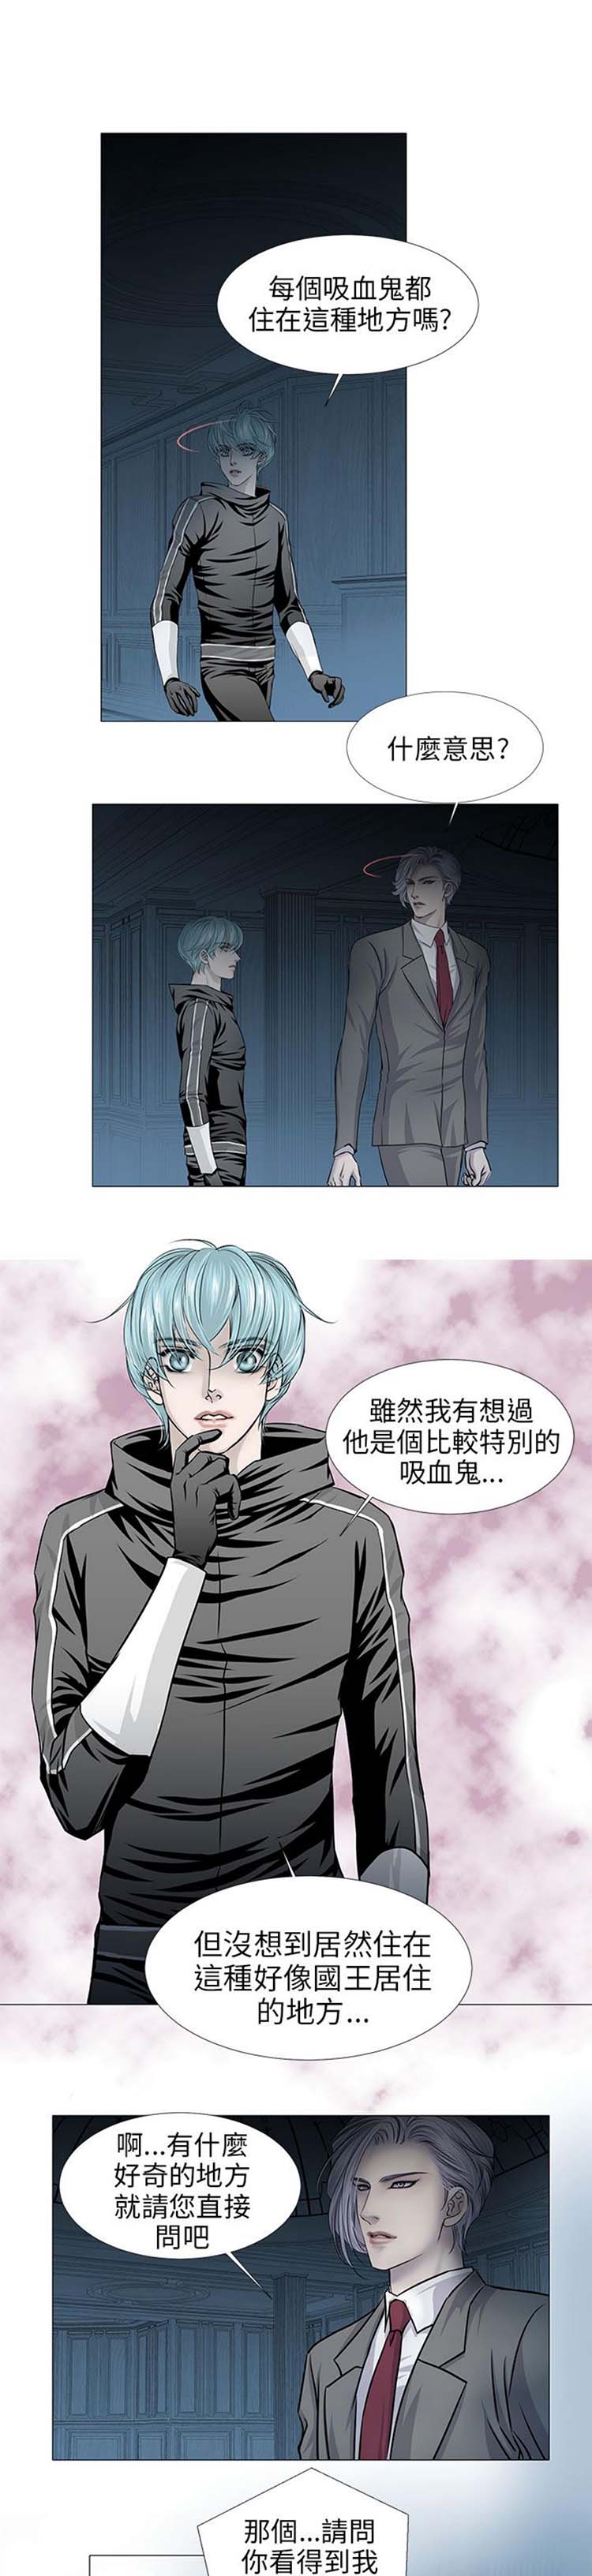 每個吸血鬼都
住在這種地方嗎?
什麼意思?
雖然我有想過
他是個比較特別的
吸血鬼...
但沒想到居然住在
這種好像國王居住
的地方...
啊...有什麼
好奇的地方
就請您直接
問吧
那個...請問
你看得到我